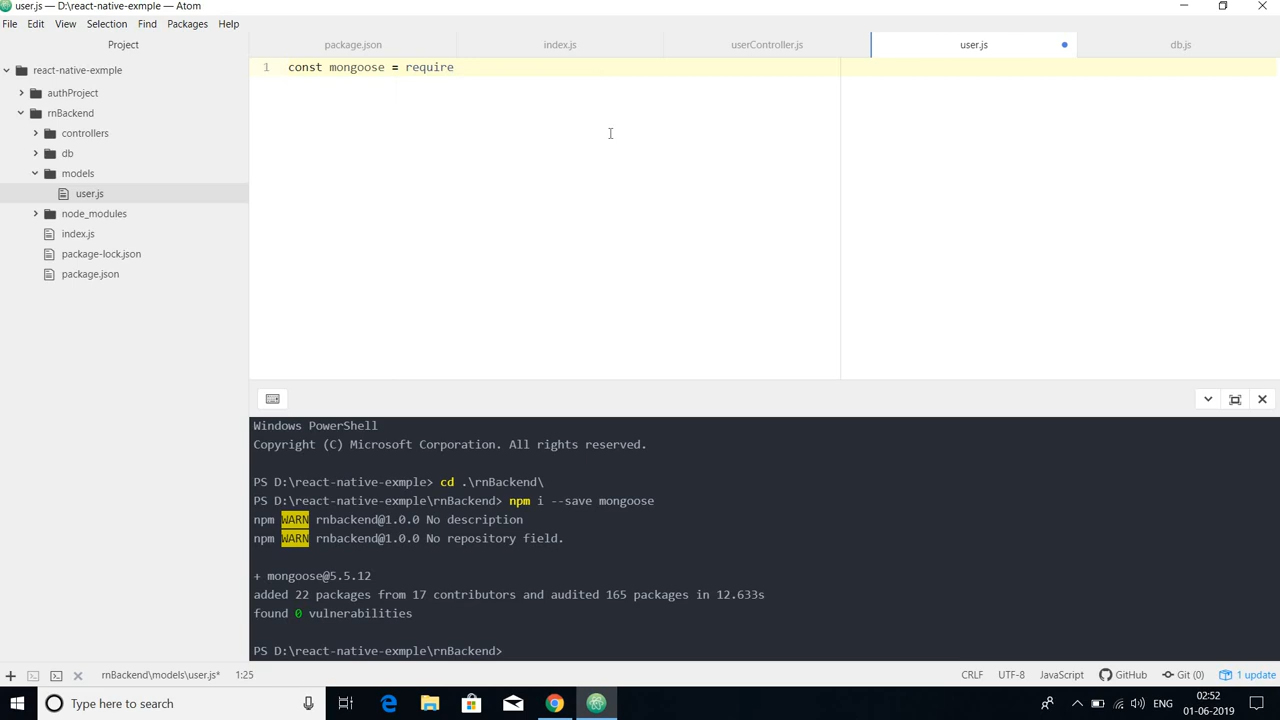 user.js — D:\react-native-exmple — Atom
File Edit View Selection Find Packages Help
Project
package.json index.js userController.js user.js db.js
react-native-exmple
authProject
rnBackend
controllers
db
models
user.js
node_modules
index.js
package-lock.json
package.json
1 const mongoose = require
Windows PowerShell
Copyright (C) Microsoft Corporation. All rights reserved.
PS D:\react-native-exmple> cd .\rnBackend\
PS D:\react-native-exmple\rnBackend> npm i --save mongoose
npm WARN rnbackend@1.0.0 No description
npm WARN rnbackend@1.0.0 No repository field.
+ mongoose@5.5.12
added 22 packages from 17 contributors and audited 165 packages in 12.633s
found 0 vulnerabilities
PS D:\react-native-exmple\rnBackend>
rnBackend\models\user.js* 1:25 CRLF UTF-8 JavaScript GitHub Git (0) 1 update
Type here to search ENG 02:52
01-06-2019